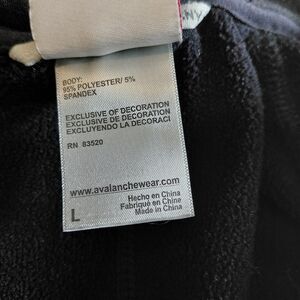 BODY:
95% POLYESTER/ 5%
SPANDEX
EXCLUSIVE OF DECORATION
EXCLUSIVE DE DECORATION
EXCLUYENDO LA DECORACI
RN 83520
www.avalanchewear.com
Hecho en China
Fabriqué en Chine
L Made in China